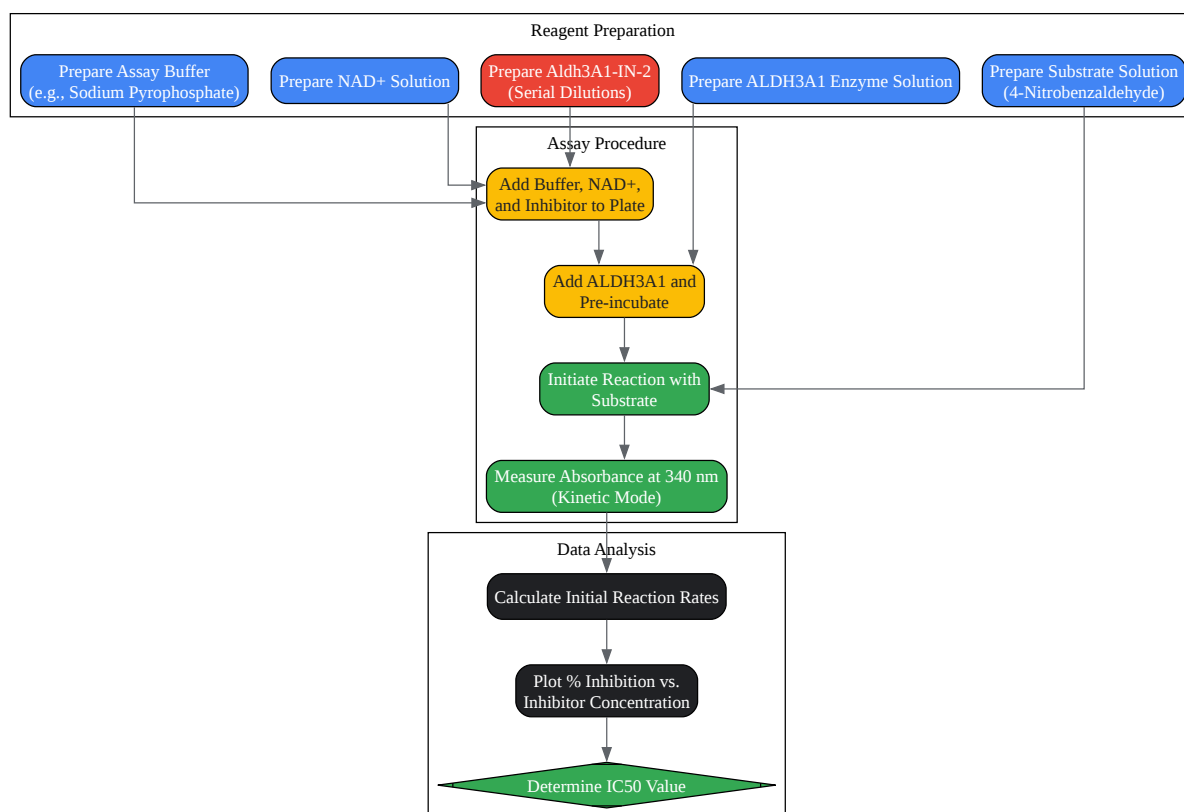 Reagent Preparation
Prepare Assay Buffer
(e.g., Sodium Pyrophosphate)
Prepare NAD+ Solution
Prepare Aldh3A1-IN-2
(Serial Dilutions)
Prepare ALDH3A1 Enzyme Solution
Prepare Substrate Solution
(4-Nitrobenzaldehyde)
Assay Procedure
Add Buffer, NAD+,
and Inhibitor to Plate
Add ALDH3A1 and
Pre-incubate
Initiate Reaction with
Substrate
Measure Absorbance at 340 nm
(Kinetic Mode)
Data Analysis
Calculate Initial Reaction Rates
Plot % Inhibition vs.
Inhibitor Concentration
Determine IC50 Value